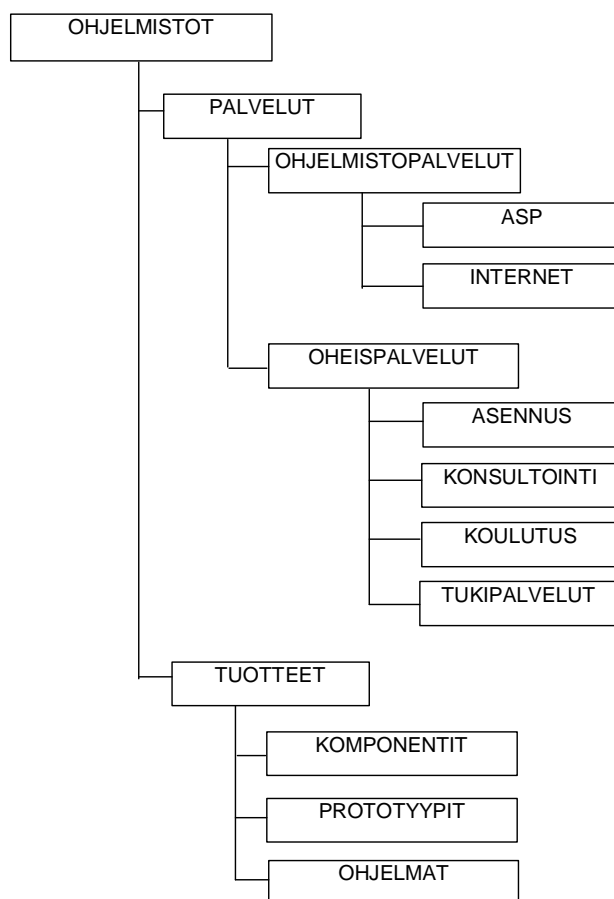 OHJELMISTOT
PALVELUT
OHJELMISTOPALVELUT
ASP
INTERNET
OHEISPALVELUT
ASENNUS
KONSULTOINTI
KOULUTUS
TUKIPALVELUT
TUOTTEET
KOMPONENTIT
PROTOTYYPIT
OHJELMAT